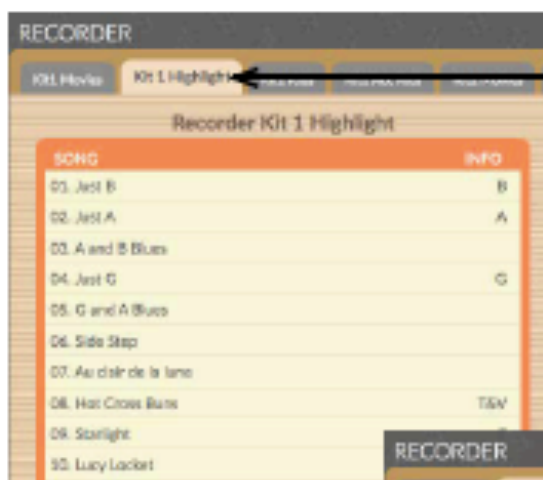 RECORDER
Kit1 Movies Kit 1 Highlight
Recorder Kit 1 Highlight
SONG INFO
01. Just B B
02. Just A A
03. A and B Blues
04. Just G G
05. G and A Blues
06. Side Step
07. Au clair de la lune
08. Hot Cross Buns T&V
09. Starlight
10. Lucy Locket
RECORDER